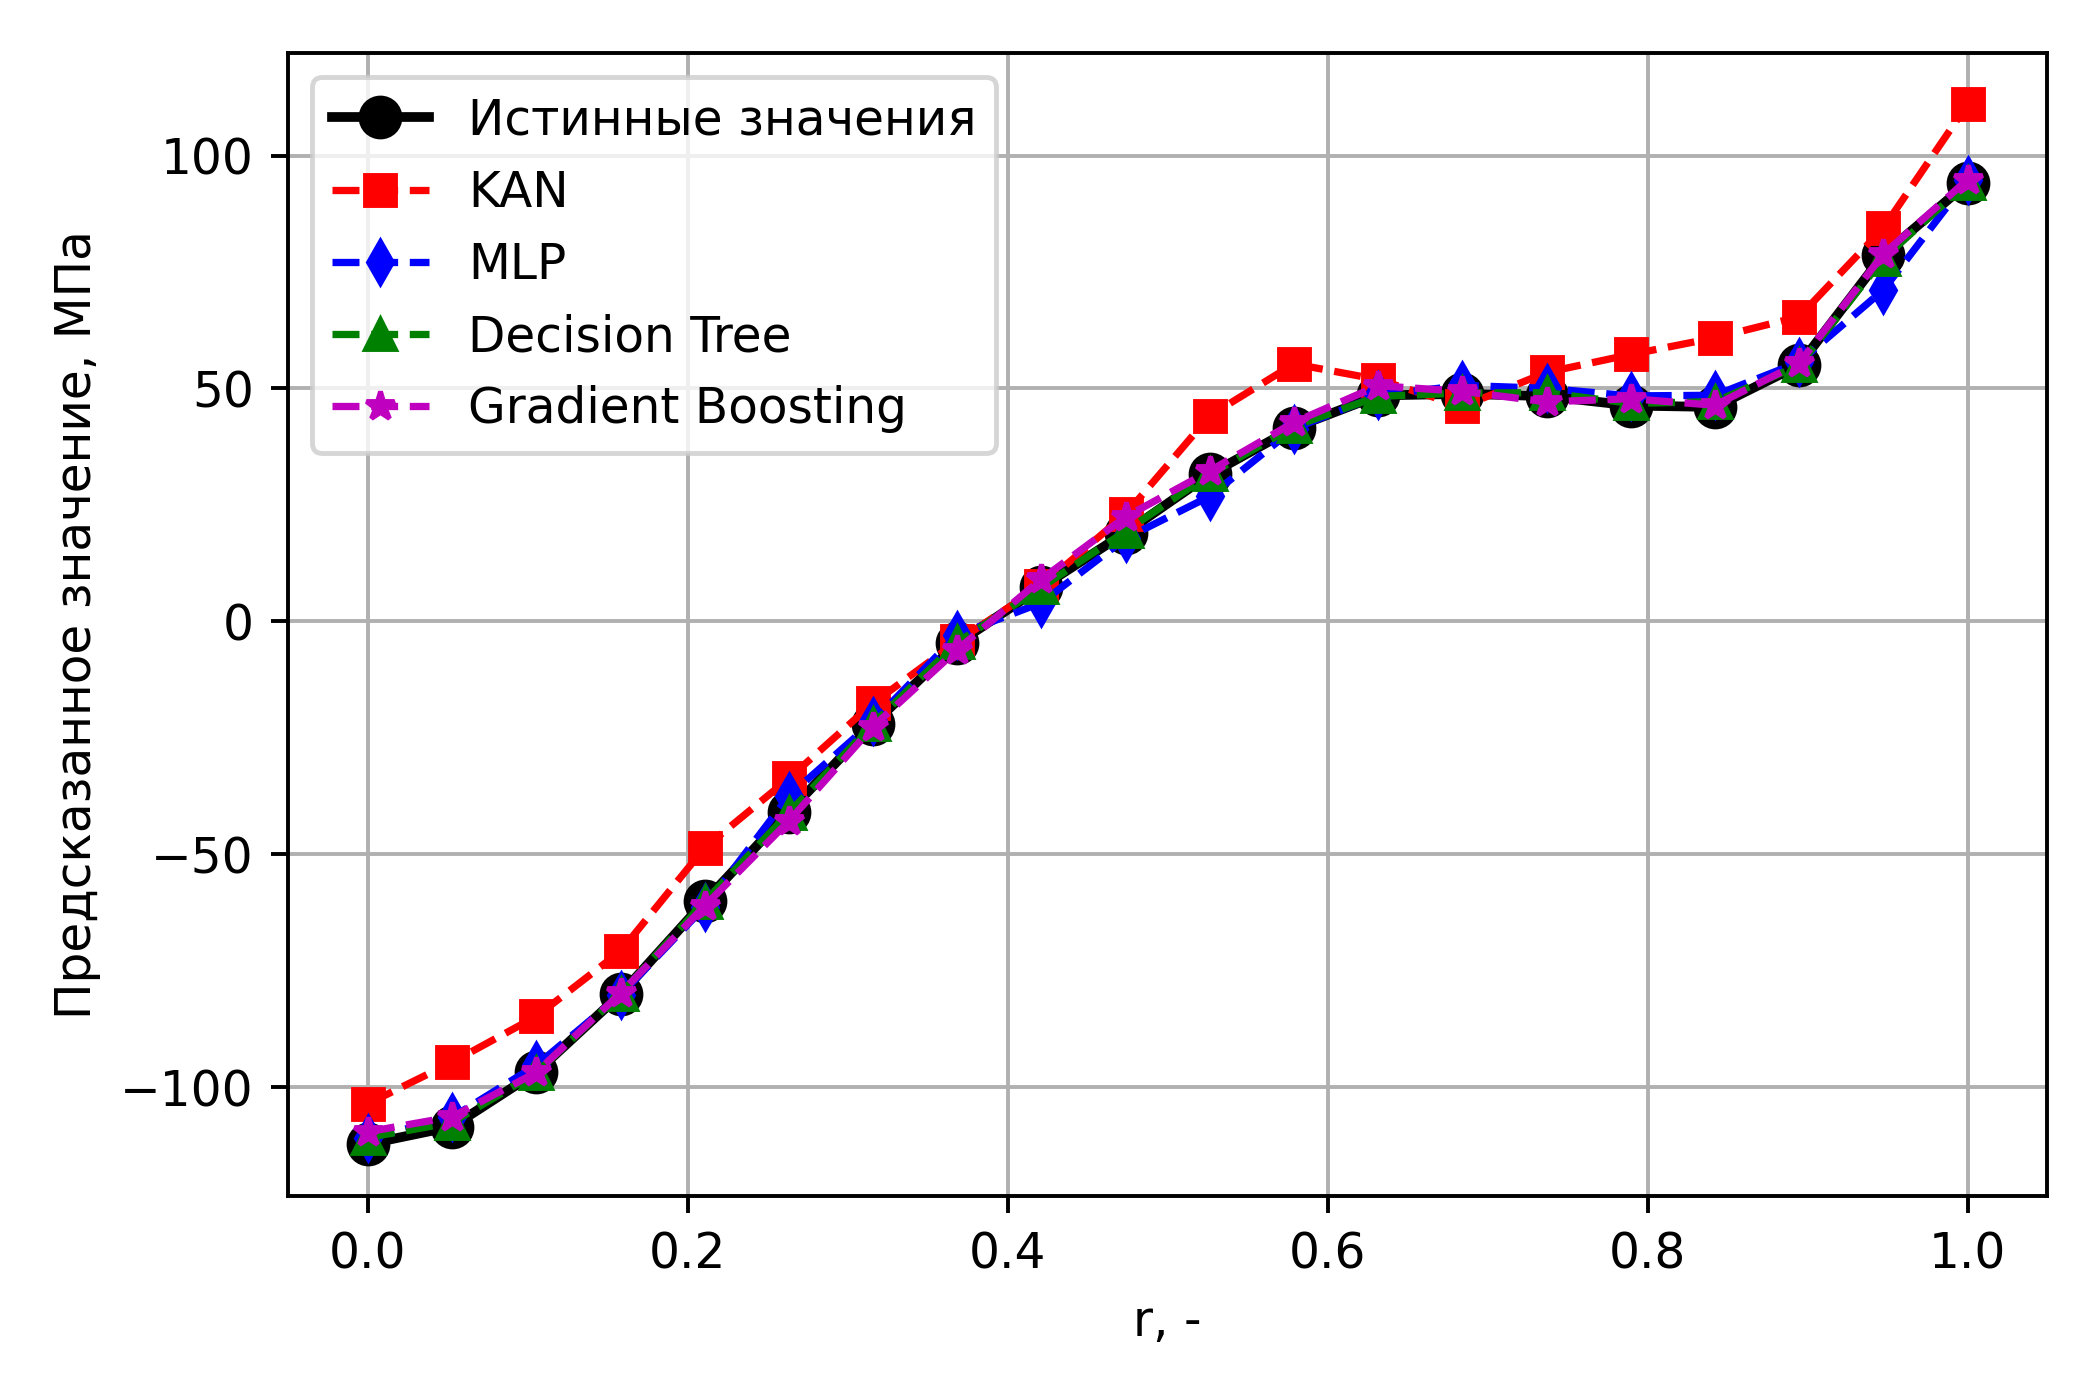 Предсказанное значение, МПа
100
50
0
−50
−100
Истинные значения
KAN
MLP
Decision Tree
Gradient Boosting
0.0 0.2 0.4 0.6 0.8 1.0
r, -